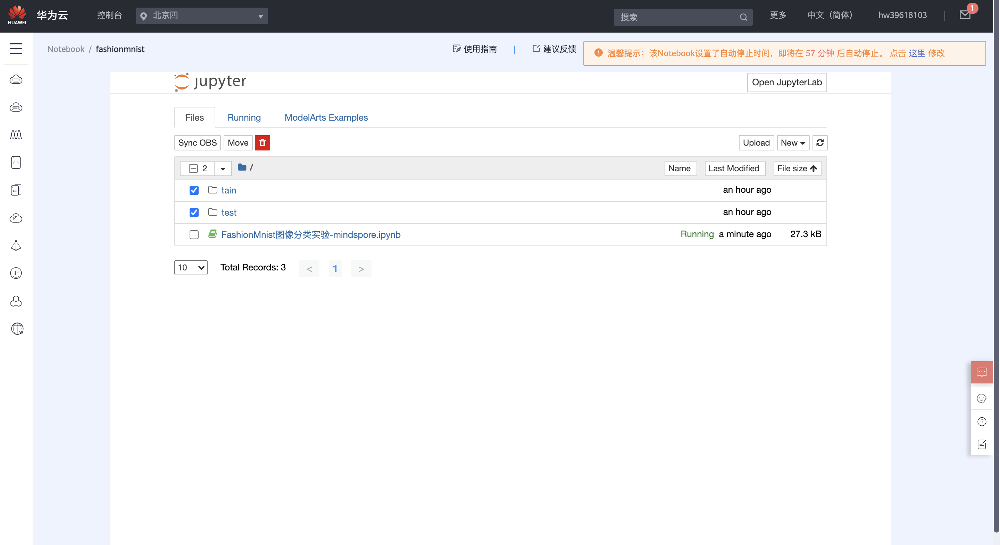 HUAWEI
华为云 控制台 北京四 搜索 更多 中文（简体） hw39618103 1
Notebook / fashionmnist 使用指南 建议反馈
温馨提示：该Notebook设置了自动停止时间，即将在 57 分钟 后自动停止。 点击 这里 修改
jupyter Open JupyterLab
Files Running ModelArts Examples
Sync OBS Move Upload New
2 / Name Last Modified File size
tain an hour ago
test an hour ago
FashionMnist图像分类实验-mindspore.ipynb Running a minute ago 27.3 kB
10 Total Records: 3 < 1 >
IP
W